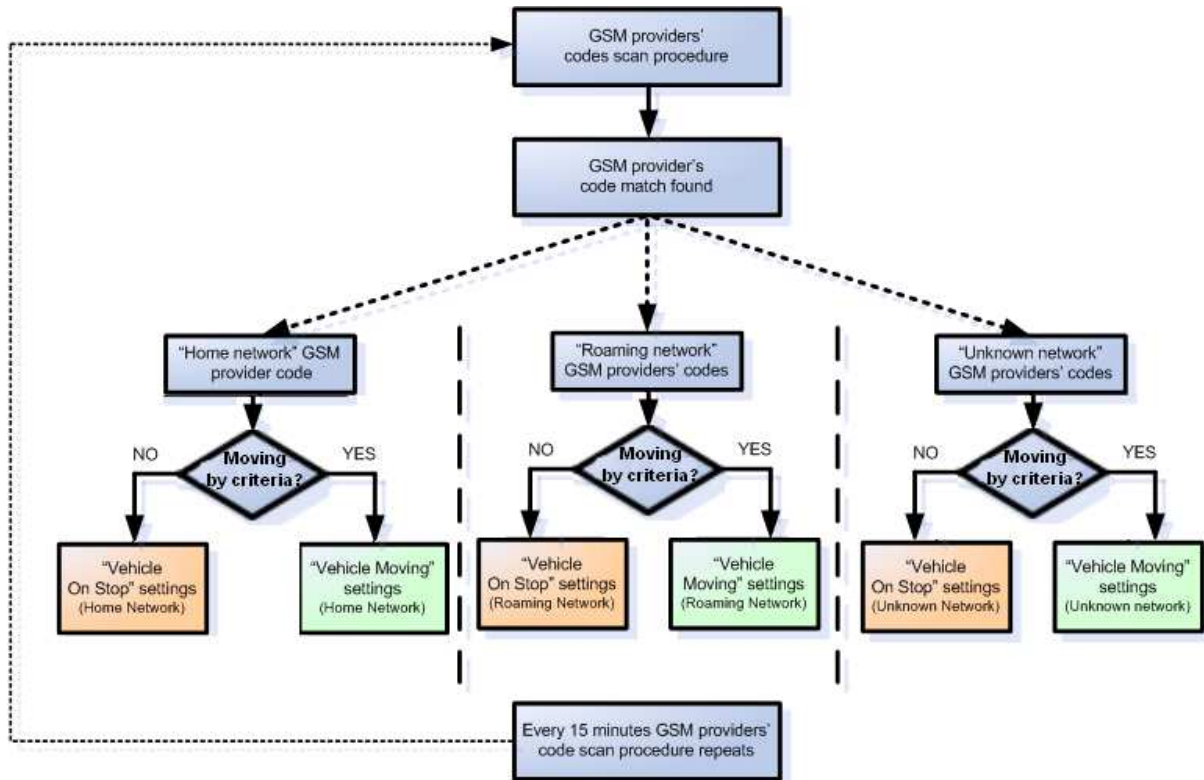 GSM providers'
codes scan procedure
GSM provider's
code match found
"Home network" GSM
provider code
"Roaming network"
GSM providers' codes
"Unknown network"
GSM providers' codes
NO
Moving
by criteria?
YES
NO
Moving
by criteria?
YES
NO
Moving
by criteria?
YES
"Vehicle
On Stop" settings
(Home Network)
"Vehicle Moving"
settings
(Home Network)
"Vehicle
On Stop" settings
(Roaming Network)
"Vehicle
Moving" settings
(Roaming Network)
"Vehicle
On Stop" settings
(Unknown Network)
"Vehicle Moving"
settings
(Unknown network)
Every 15 minutes GSM providers'
code scan procedure repeats